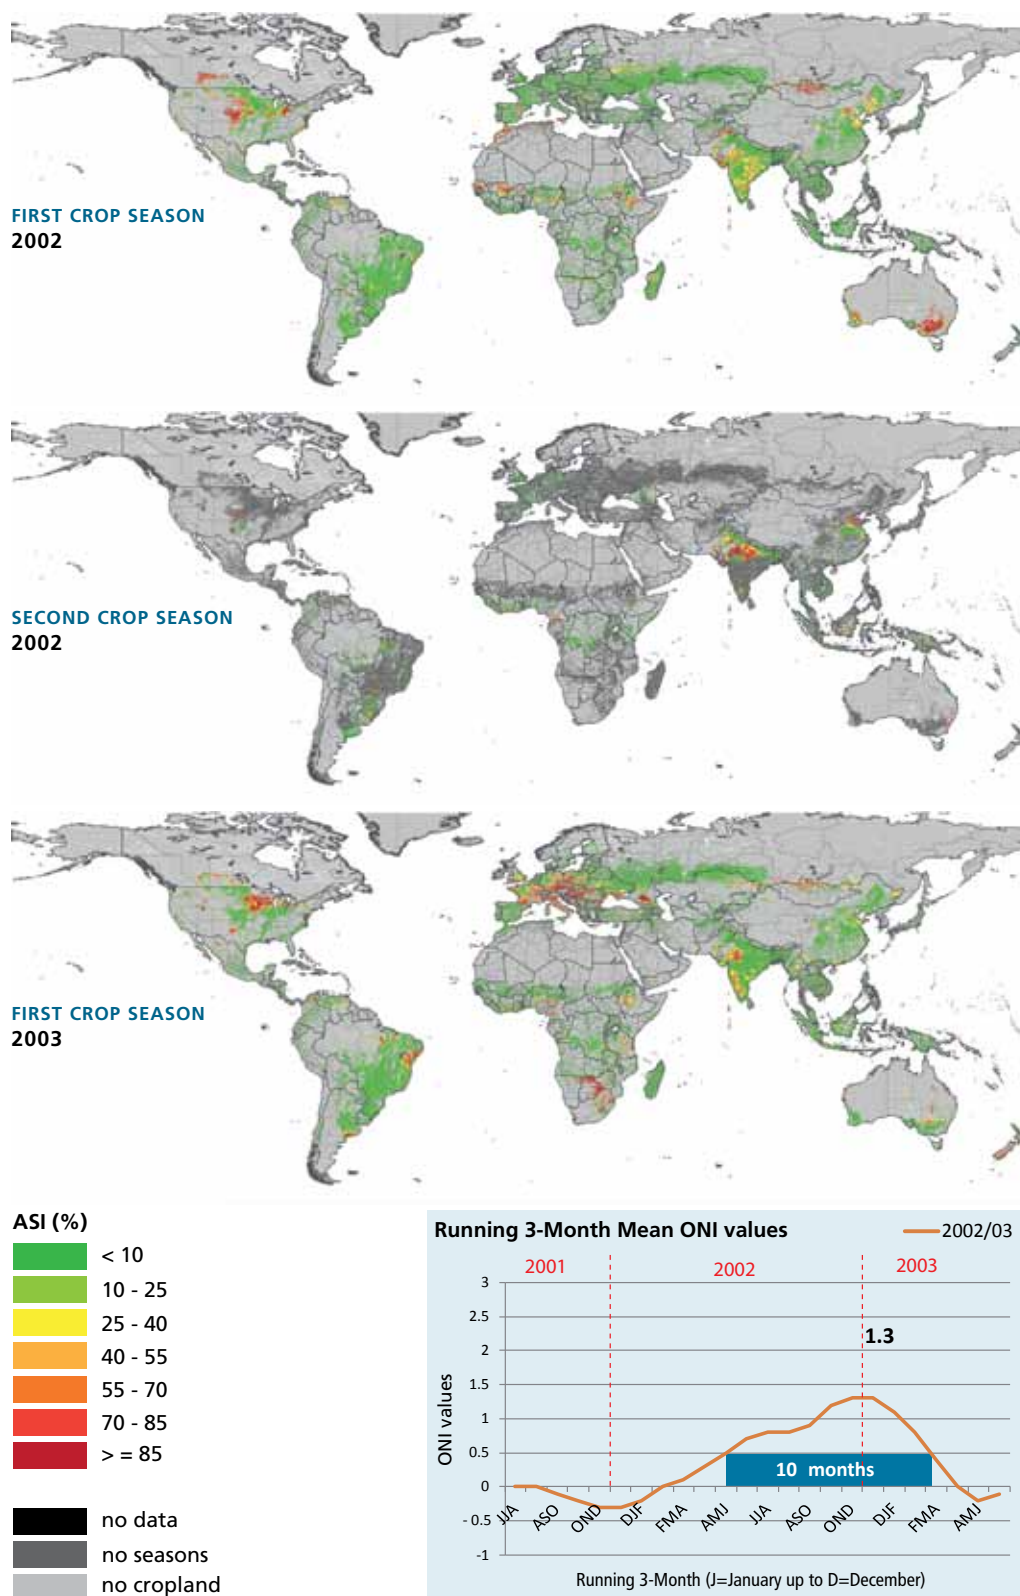 FIRST CROP SEASON
2002
SECOND CROP SEASON
2002
FIRST CROP SEASON
2003
ASI (%)
< 10
10 - 25
25 - 40
40 - 55
55 - 70
70 - 85
> = 85
no data
no seasons
no cropland
Running 3-Month Mean ONI values
2002/03
2001 2002 2003
3
2.5
2
1.5
1
0.5
0
- 0.5
-1
ONI values
1.3
10 months
JJA ASO OND DJF FMA AMJ JJA ASO OND DJF FMA AMJ
Running 3-Month (J=January up to D=December)